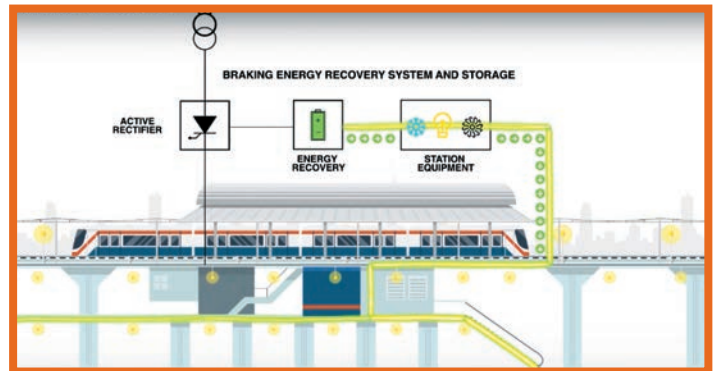 BRAKING ENERGY RECOVERY SYSTEM AND STORAGE
ACTIVE
RECTIFIER
ENERGY
RECOVERY
STATION
EQUIPMENT